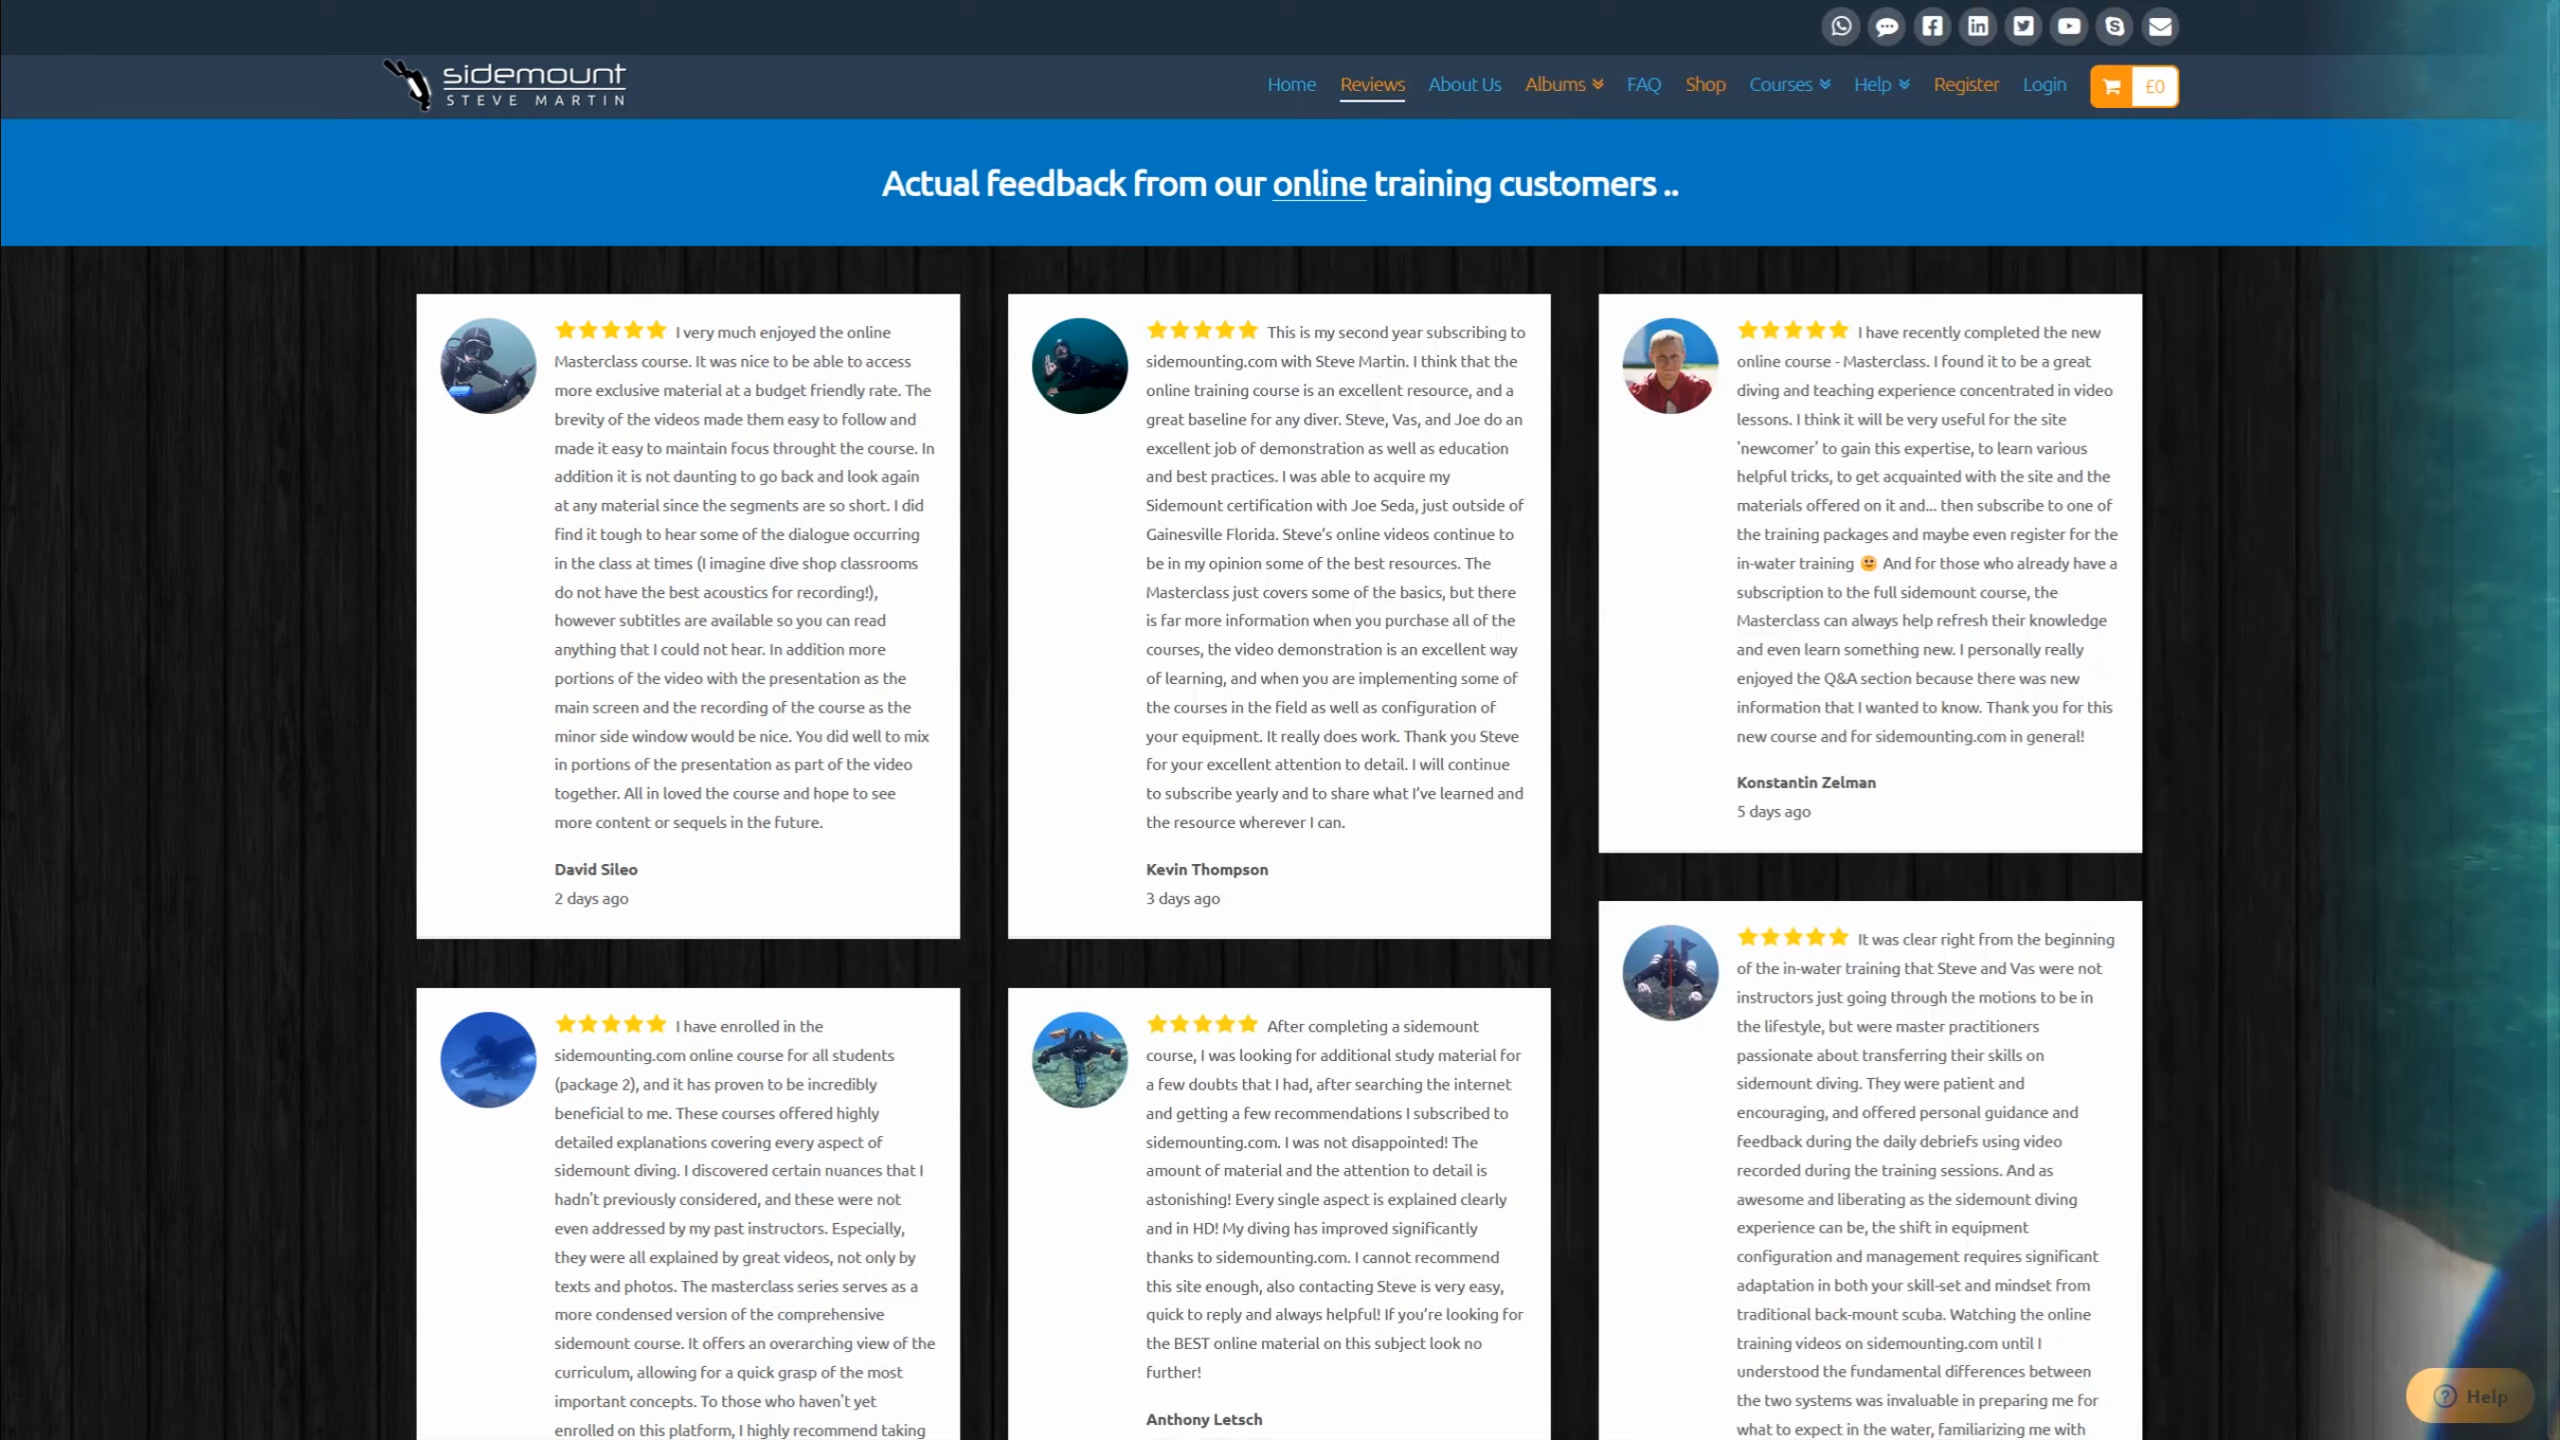 sidemount
STEVE MARTIN
Home
Reviews
About Us
Albums
FAQ
Shop
Courses
Help
Register
Login
£0
Actual feedback from our online training customers ..
I very much enjoyed the online
Masterclass course. It was nice to be able to access
more exclusive material at a budget friendly rate. The
brevity of the videos made them easy to follow and
made it easy to maintain focus throught the course. In
addition it is not daunting to go back and look again
at any material since the segments are so short. I did
find it tough to hear some of the dialogue occurring
in the class at times (I imagine dive shop classrooms
do not have the best acoustics for recording!),
however subtitles are available so you can read
anything that I could not hear. In addition more
portions of the video with the presentation as the
main screen and the recording of the course as the
minor side window would be nice. You did well to mix
in portions of the presentation as part of the video
together. All in loved the course and hope to see
more content or sequels in the future.
David Sileo
2 days ago
This is my second year subscribing to
sidemounting.com with Steve Martin. I think that the
online training course is an excellent resource, and a
great baseline for any diver. Steve, Vas, and Joe do an
excellent job of demonstration as well as education
and best practices. I was able to acquire my
Sidemount certification with Joe Seda, just outside of
Gainesville Florida. Steve’s online videos continue to
be in my opinion some of the best resources. The
Masterclass just covers some of the basics, but there
is far more information when you purchase all of the
courses, the video demonstration is an excellent way
of learning, and when you are implementing some of
the courses in the field as well as configuration of
your equipment. It really does work. Thank you Steve
for your excellent attention to detail. I will continue
to subscribe yearly and to share what I’ve learned and
the resource wherever I can.
Kevin Thompson
3 days ago
I have recently completed the new
online course - Masterclass. I found it to be a great
diving and teaching experience concentrated in video
lessons. I think it will be very useful for the site
'newcomer' to gain this expertise, to learn various
helpful tricks, to get acquainted with the site and the
materials offered on it and... then subscribe to one of
the training packages and maybe even register for the
in-water training 🙂 And for those who already have a
subscription to the full sidemount course, the
Masterclass can always help refresh their knowledge
and even learn something new. I personally really
enjoyed the Q&A section because there was new
information that I wanted to know. Thank you for this
new course and for sidemounting.com in general!
Konstantin Zelman
5 days ago
I have enrolled in the
sidemounting.com online course for all students
(package 2), and it has proven to be incredibly
beneficial to me. These courses offered highly
detailed explanations covering every aspect of
sidemount diving. I discovered certain nuances that I
hadn't previously considered, and these were not
even addressed by my past instructors. Especially,
they were all explained by great videos, not only by
texts and photos. The masterclass series serves as a
more condensed version of the comprehensive
sidemount course. It offers an overarching view of the
curriculum, allowing for a quick grasp of the most
important concepts. To those who haven't yet
enrolled on this platform, I highly recommend taking
After completing a sidemount
course, I was looking for additional study material for
a few doubts that I had, after searching the internet
and getting a few recommendations I subscribed to
sidemounting.com. I was not disappointed! The
amount of material and the attention to detail is
astonishing! Every single aspect is explained clearly
and in HD! My diving has improved significantly
thanks to sidemounting.com. I cannot recommend
this site enough, also contacting Steve is very easy,
quick to reply and always helpful! If you’re looking for
the BEST online material on this subject look no
further!
Anthony Letsch
It was clear right from the beginning
of the in-water training that Steve and Vas were not
instructors just going through the motions to be in
the lifestyle, but were master practitioners
passionate about transferring their skills on
sidemount diving. They were patient and
encouraging, and offered personal guidance and
feedback during the daily debriefs using video
recorded during the training sessions. And as
awesome and liberating as the sidemount diving
experience can be, the shift in equipment
configuration and management requires significant
adaptation in both your skill-set and mindset from
traditional back-mount scuba. Watching the online
training videos on sidemounting.com until I
understood the fundamental differences between
the two systems was invaluable in preparing me for
what to expect in the water, familiarizing me with
Help